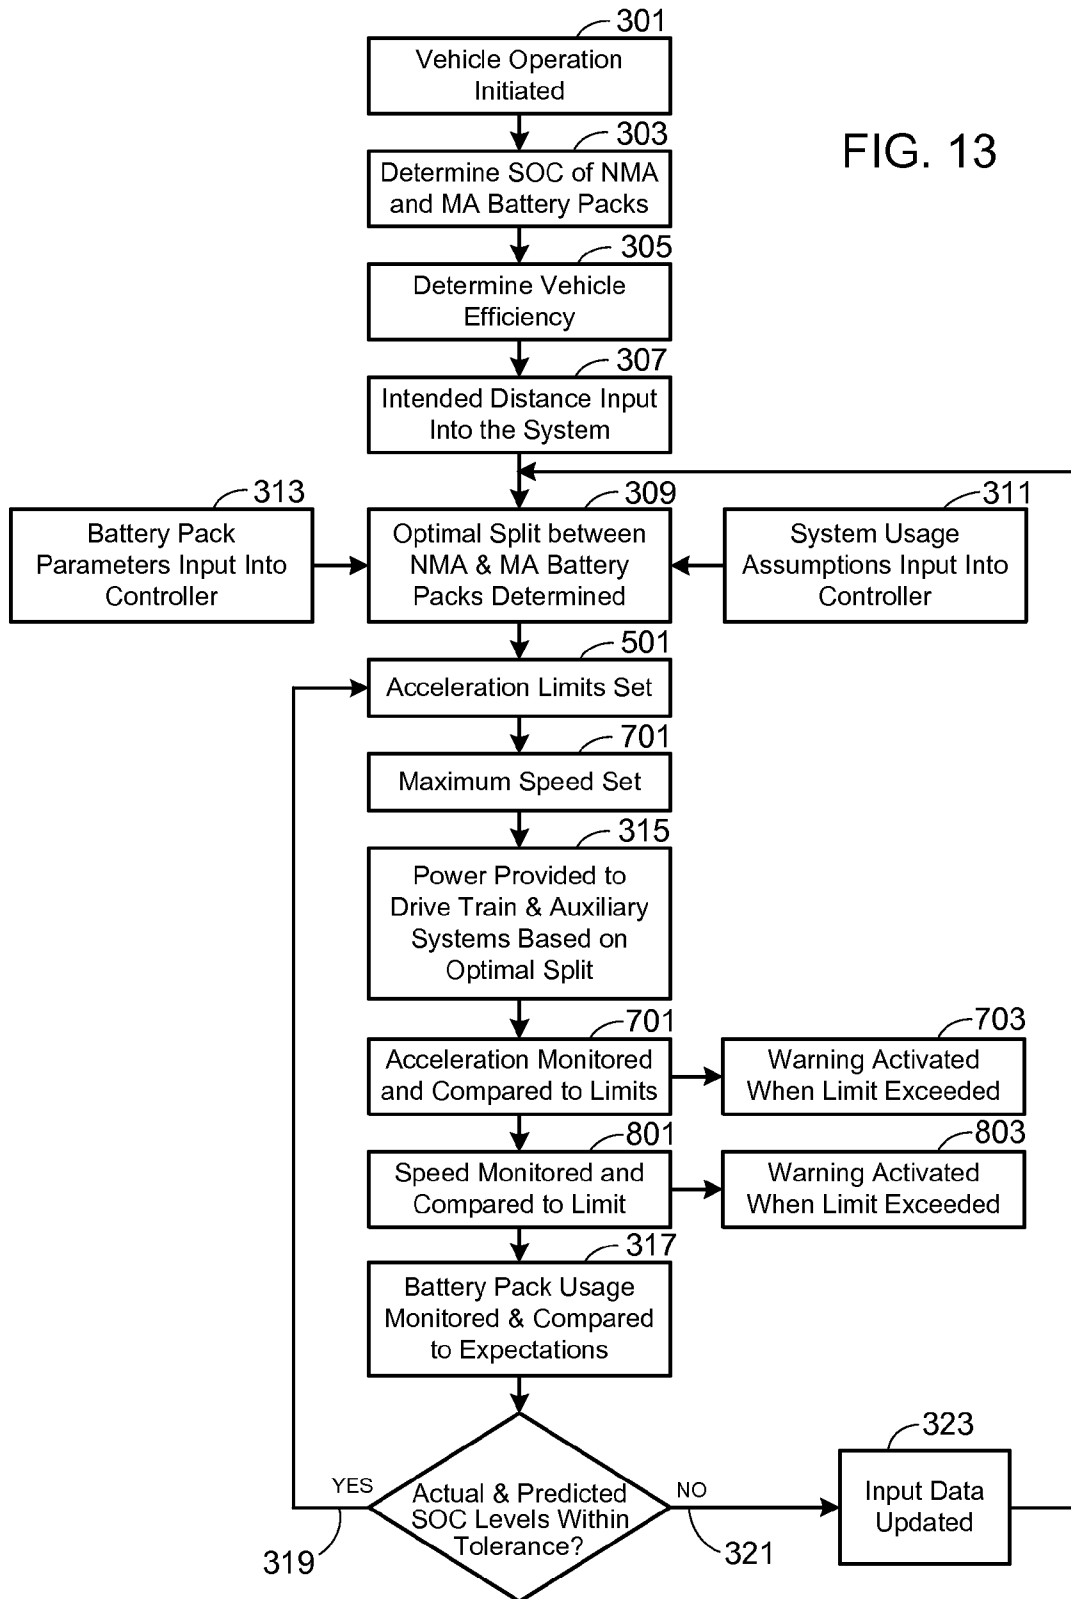 301
Vehicle Operation
Initiated
FIG. 13
303
Determine SOC of NMA
and MA Battery Packs
305
Determine Vehicle
Efficiency
307
Intended Distance Input
Into the System
313
Battery Pack
Parameters Input Into
Controller
309
Optimal Split between
NMA & MA Battery
Packs Determined
311
System Usage
Assumptions Input Into
Controller
501
Acceleration Limits Set
701
Maximum Speed Set
315
Power Provided to
Drive Train & Auxiliary
Systems Based on
Optimal Split
701
Acceleration Monitored
and Compared to Limits
703
Warning Activated
When Limit Exceeded
801
Speed Monitored and
Compared to Limit
803
Warning Activated
When Limit Exceeded
317
Battery Pack Usage
Monitored & Compared
to Expectations
YES
319
Actual & Predicted
SOC Levels Within
Tolerance?
NO
321
323
Input Data
Updated